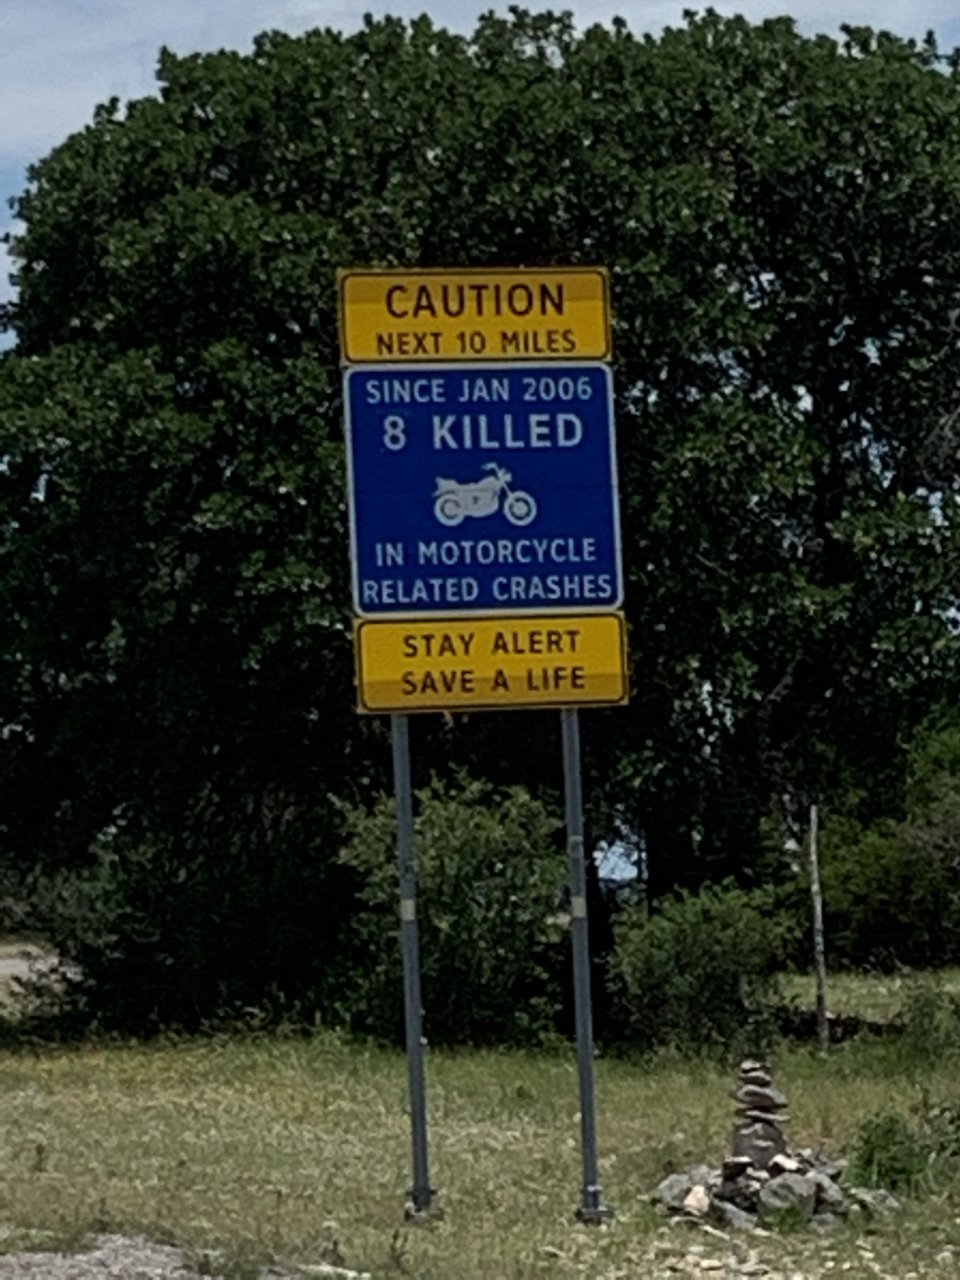 CAUTION
NEXT 10 MILES
SINCE JAN 2006
8 KILLED
IN MOTORCYCLE
RELATED CRASHES
STAY ALERT
SAVE A LIFE